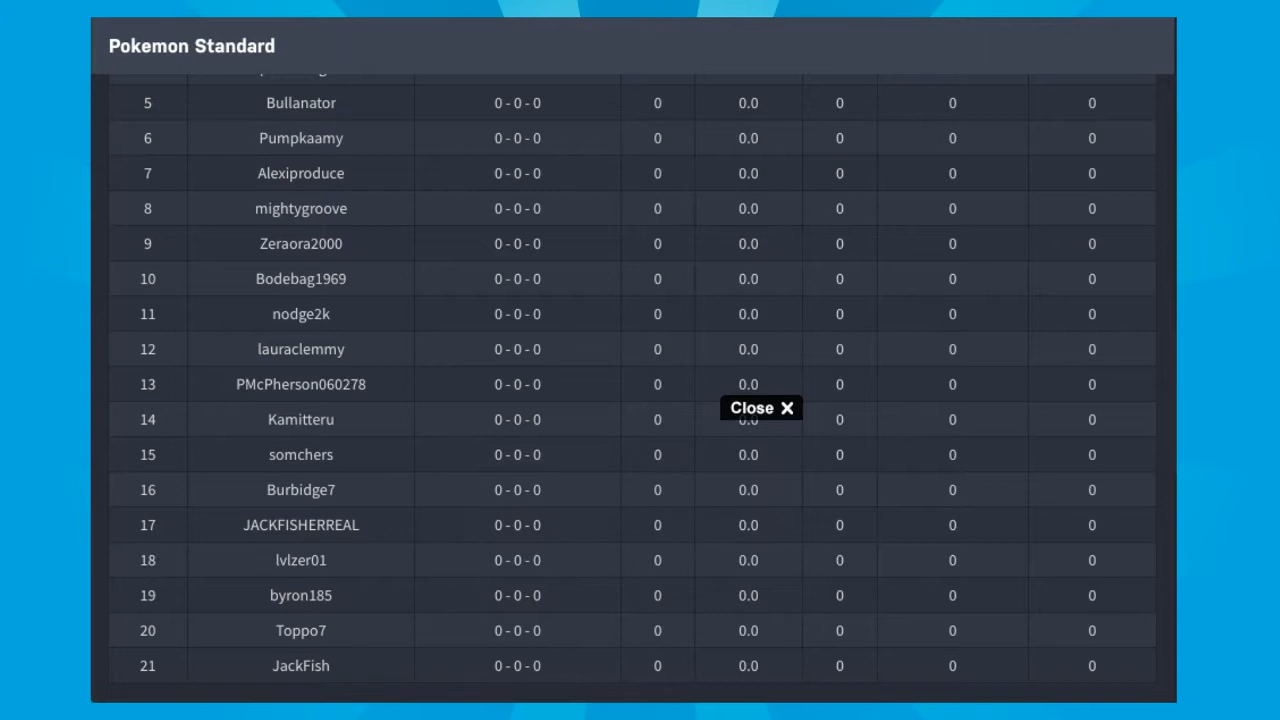 Pokemon Standard
5 Bullanator 0 - 0 - 0 0 0.0 0 0 0
6 Pumpkaamy 0 - 0 - 0 0 0.0 0 0 0
7 Alexiproduce 0 - 0 - 0 0 0.0 0 0 0
8 mightygroove 0 - 0 - 0 0 0.0 0 0 0
9 Zeraora2000 0 - 0 - 0 0 0.0 0 0 0
10 Bodebag1969 0 - 0 - 0 0 0.0 0 0 0
11 nodge2k 0 - 0 - 0 0 0.0 0 0 0
12 lauraclemmy 0 - 0 - 0 0 0.0 0 0 0
13 PMcPherson060278 0 - 0 - 0 0 0.0 0 0 0
Close X
14 Kamitteru 0 - 0 - 0 0 0.0 0 0 0
15 somchers 0 - 0 - 0 0 0.0 0 0 0
16 Burbidge7 0 - 0 - 0 0 0.0 0 0 0
17 JACKFISHERREAL 0 - 0 - 0 0 0.0 0 0 0
18 lvlzer01 0 - 0 - 0 0 0.0 0 0 0
19 byron185 0 - 0 - 0 0 0.0 0 0 0
20 Toppo7 0 - 0 - 0 0 0.0 0 0 0
21 JackFish 0 - 0 - 0 0 0.0 0 0 0